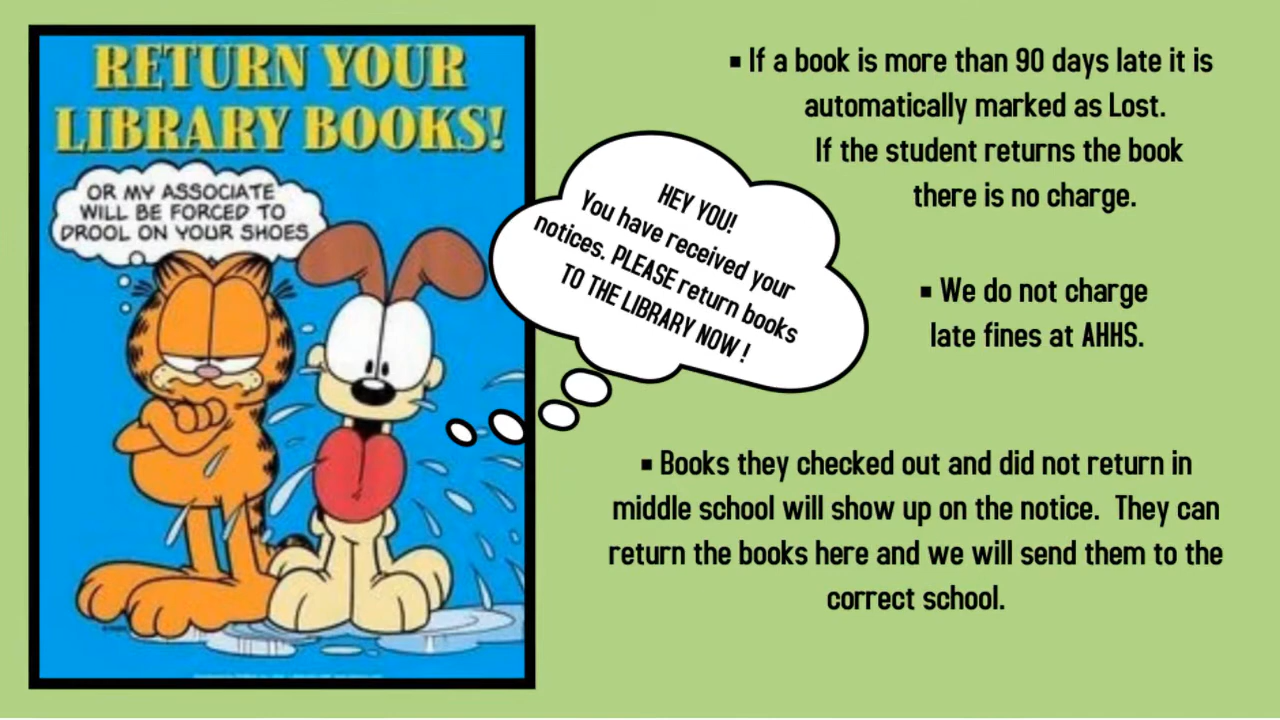 RETURN YOUR
LIBRARY BOOKS!
OR MY ASSOCIATE
WILL BE FORCED TO
DROOL ON YOUR SHOES
HEY YOU!
You have received your
notices. PLEASE return books
TO THE LIBRARY NOW !
▪ If a book is more than 90 days late it is
automatically marked as Lost.
If the student returns the book
there is no charge.
▪ We do not charge
late fines at AHHS.
▪ Books they checked out and did not return in
middle school will show up on the notice. They can
return the books here and we will send them to the
correct school.